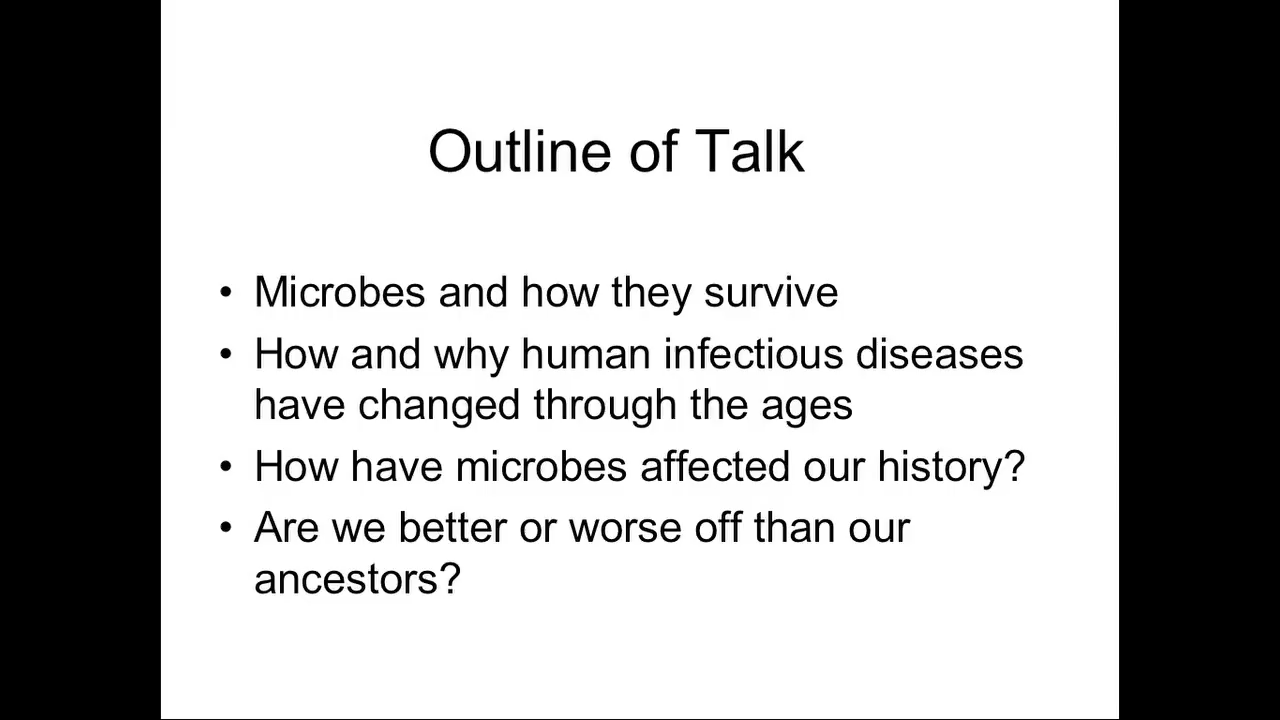 Outline of Talk
• Microbes and how they survive
• How and why human infectious diseases
have changed through the ages
• How have microbes affected our history?
• Are we better or worse off than our
ancestors?